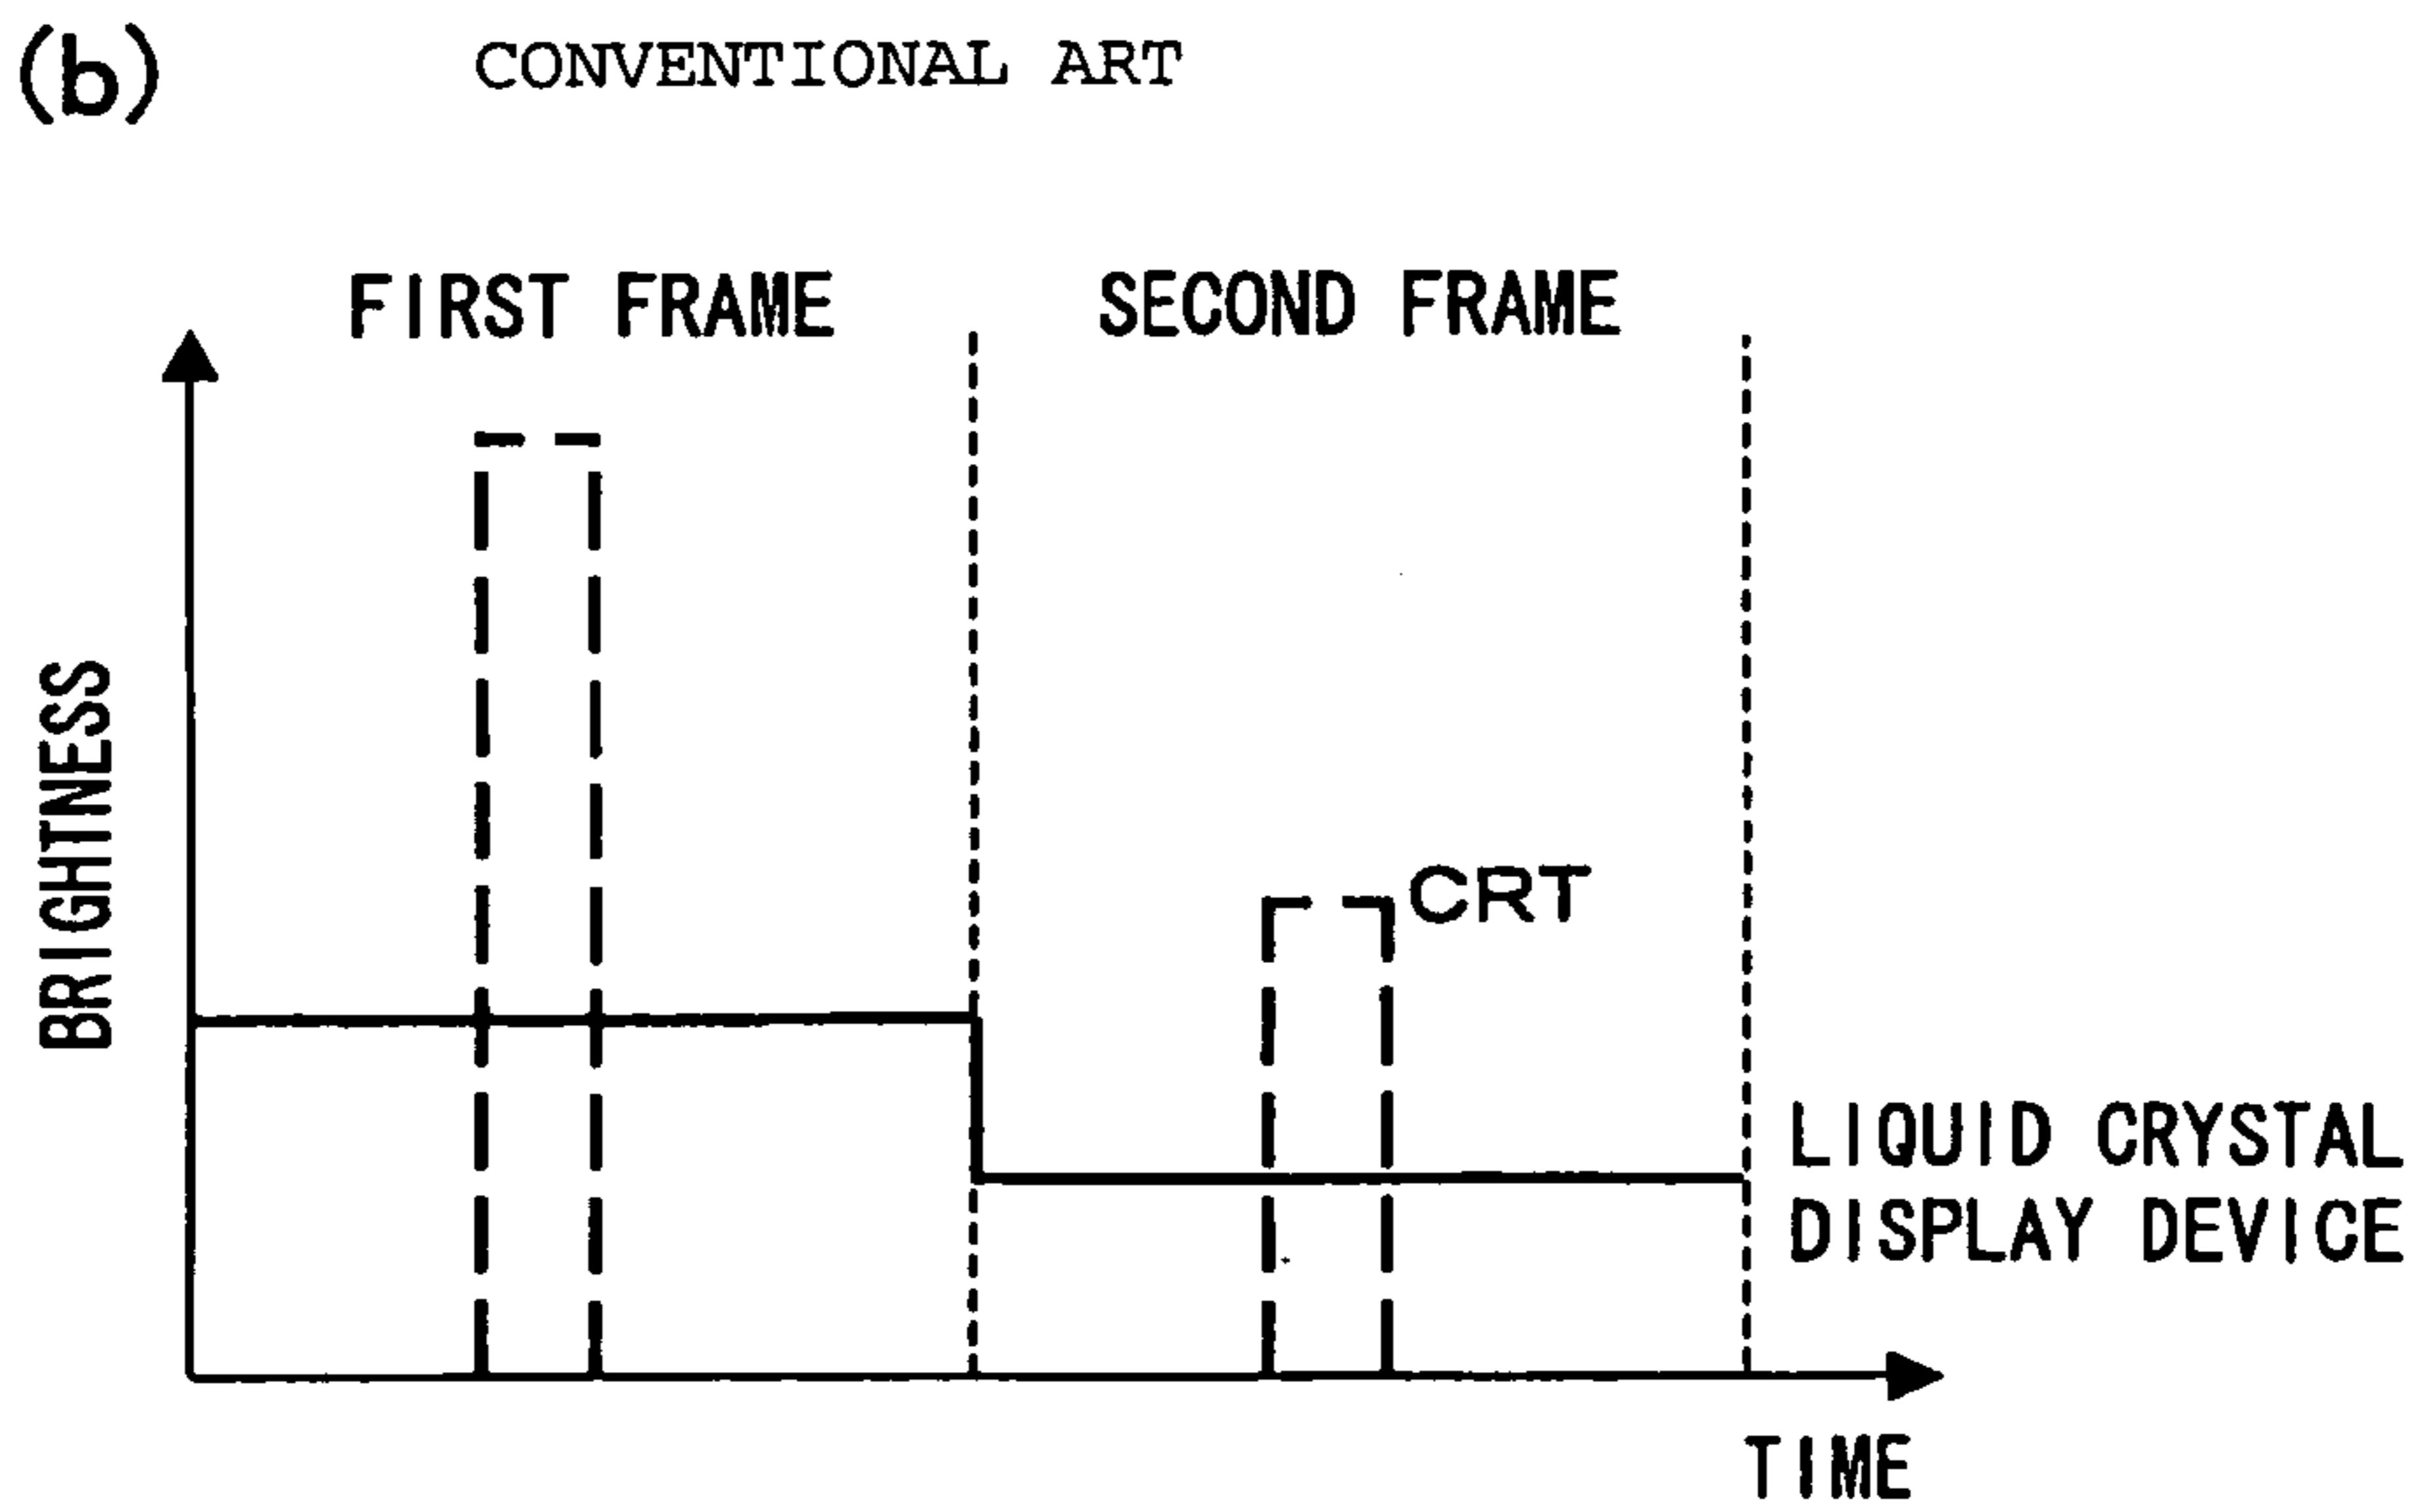 (b) CONVENTIONAL ART
FIRST FRAME SECOND FRAME
BRIGHTNESS
CRT
LIQUID CRYSTAL
DISPLAY DEVICE
TIME